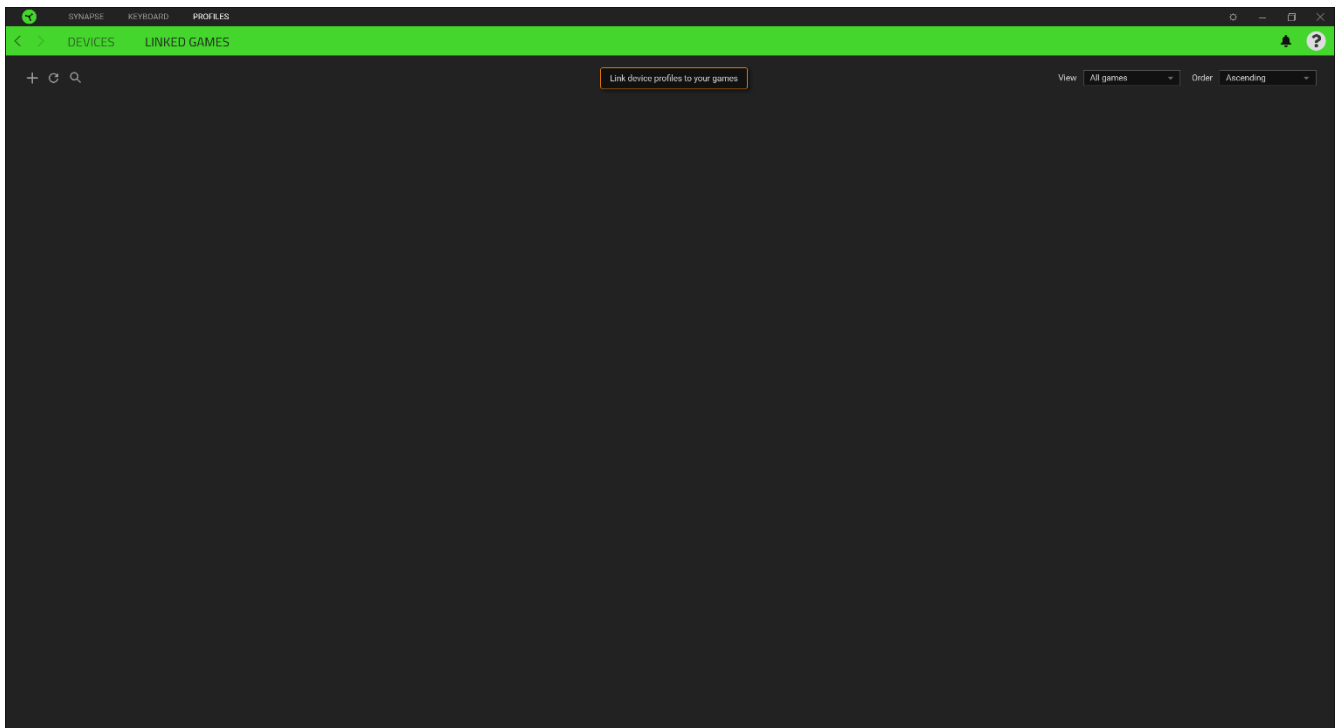 SYNAPSE KEYBOARD PROFILES
DEVICES LINKED GAMES
?
Link device profiles to your games
View All games Order Ascending